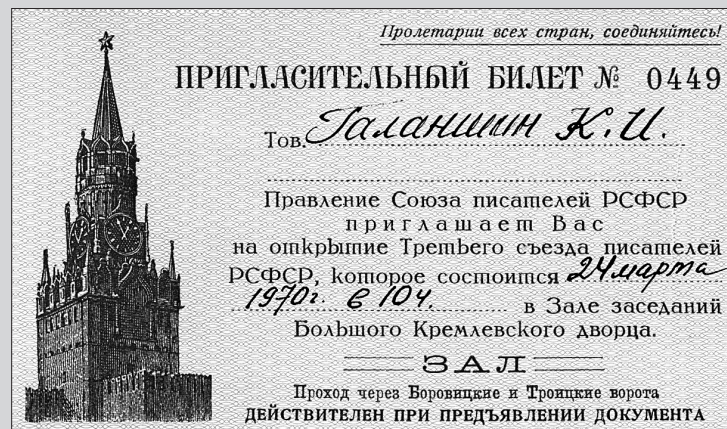 Пролетарии всех стран, соединяйтесь!
ПРИГЛАСИТЕЛЬНЫЙ БИЛЕТ № 0449
Тов. Галаншин К. И.
Правление Союза писателей РСФСР
приглашает Вас
на открытие Третьего съезда писателей
РСФСР, которое состоится 24 марта
1970г. в 10ч. в Зале заседаний
Большого Кремлевского дворца.
ЗАЛ
Проход через Боровицкие и Троицкие ворота
ДЕЙСТВИТЕЛЕН ПРИ ПРЕДЪЯВЛЕНИИ ДОКУМЕНТА